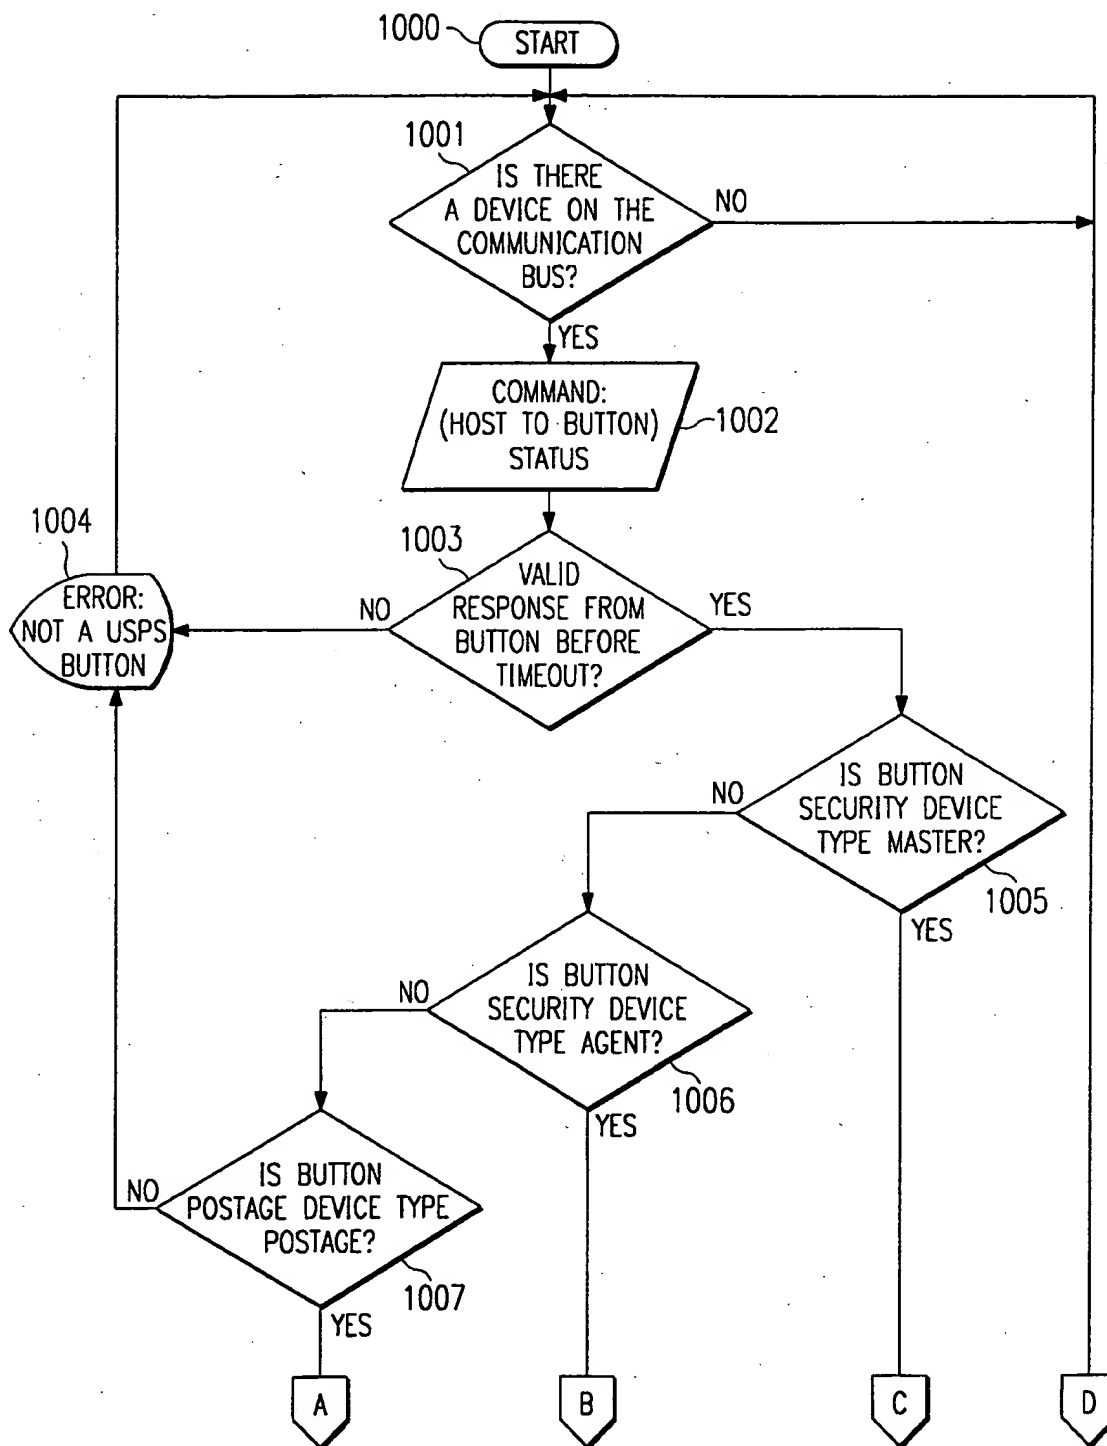 1000
START
1001
IS THERE
A DEVICE ON THE
COMMUNICATION
BUS?
NO
YES
COMMAND:
(HOST TO BUTTON)
STATUS
1002
1004
ERROR:
NOT A USPS
BUTTON
1003
NO
VALID
RESPONSE FROM
BUTTON BEFORE
TIMEOUT?
YES
NO
IS BUTTON
SECURITY DEVICE
TYPE MASTER?
1005
YES
NO
IS BUTTON
SECURITY DEVICE
TYPE AGENT?
1006
YES
NO
IS BUTTON
POSTAGE DEVICE TYPE
POSTAGE?
1007
YES
A
B
C
D